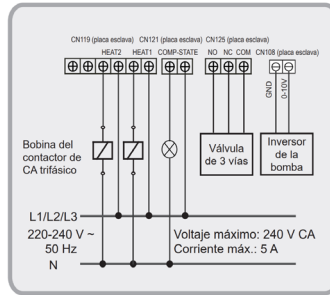 CN119 (placa esclava) CN121 (placa esclava) CN125 (placa esclava)
HEAT2 HEAT1 COMP-STATE NO NC COM CN108 (placa esclava)
GND
0-10V
Bobina del
contactor de
CA trifásico
Válvula
de 3 vías
Inversor
de la
bomba
L1/L2/L3
220-240 V ~
50 Hz
N
Voltaje máximo: 240 V CA
Corriente máx.: 5 A